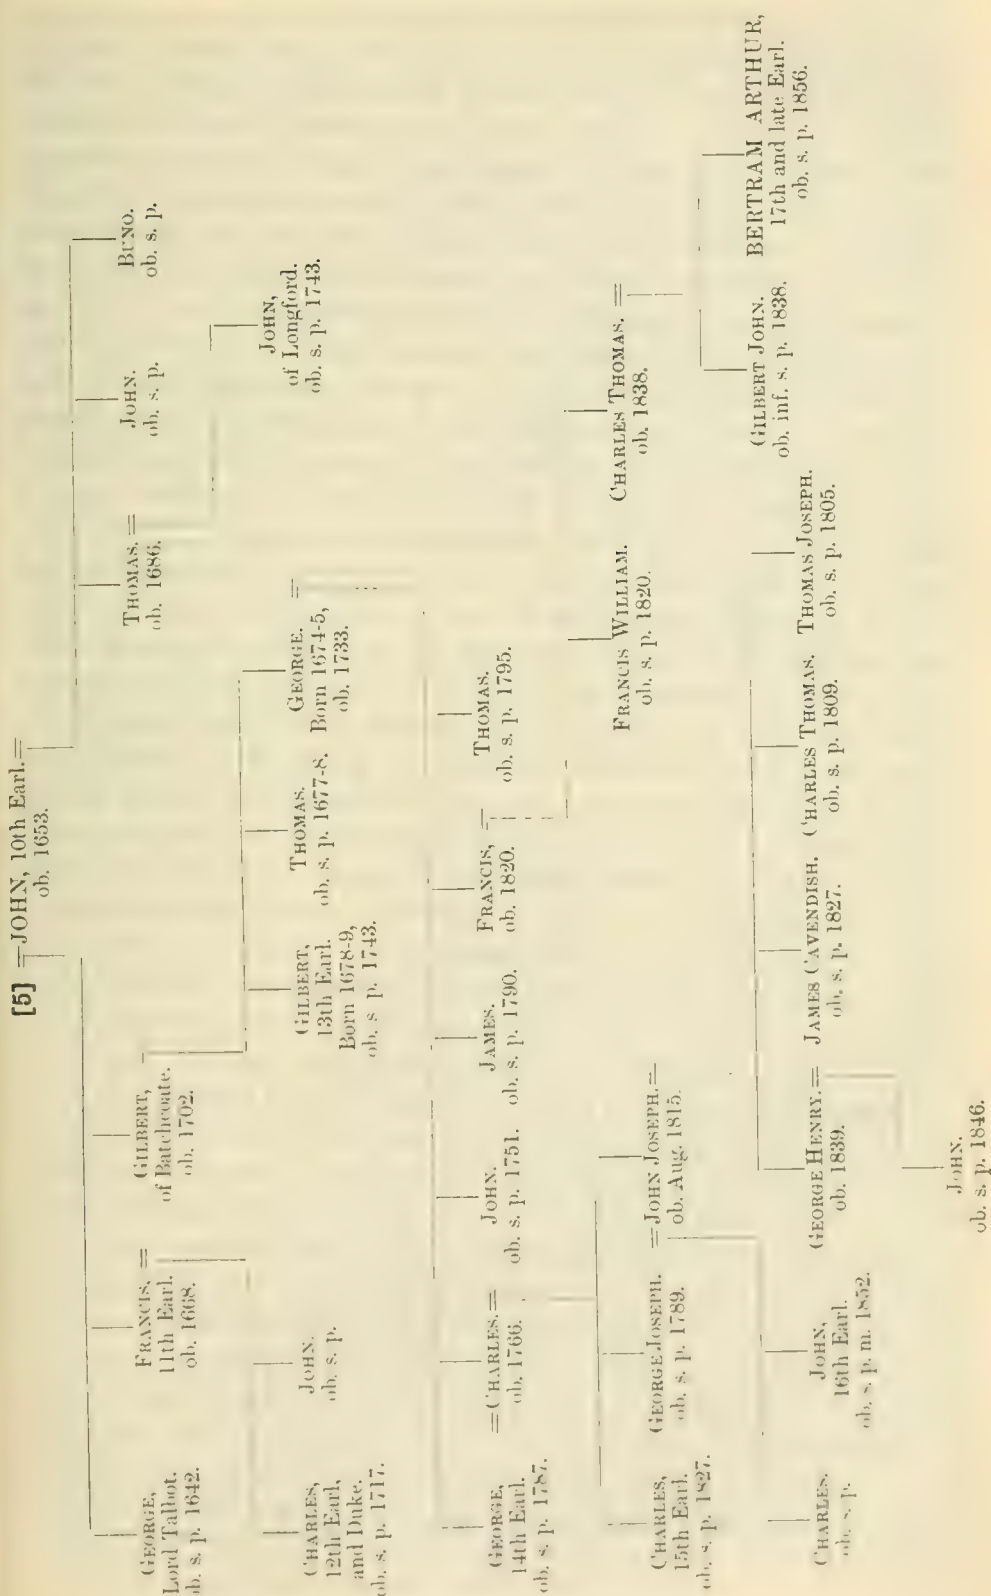 [5] =JOHN, 10th Earl.=
ob. 1653.
GEORGE,
Lord Talbot.
ob. s. p. 1642.
FRANCIS, =
11th Earl.
ob. 1668.
GILBERT,
of Batchcoate.
ob. 1702.
THOMAS. =
ob. 1686.
JOHN.
ob. s. p.
BUNO.
ob. s. p.
CHARLES,
12th Earl,
and Duke.
ob. s. p. 1717.
JOHN.
ob. s. p.
GILBERT,
13th Earl.
Born 1678-9,
ob. s. p. 1743.
THOMAS.
ob. s. p. 1677-8.
GEORGE. =
Born 1674-5,
ob. 1733.
JOHN,
of Longford.
ob. s. p. 1743.
GEORGE,
14th Earl.
ob. s. p. 1787.
=CHARLES.=
ob. 1766.
JOHN.
ob. s. p. 1751.
JAMES.
ob. s. p. 1790.
FRANCIS, =
ob. 1820.
THOMAS.
ob. s. p. 1795.
CHARLES,
15th Earl.
ob. s. p. 1827.
GEORGE JOSEPH.
ob. s. p. 1789.
=JOHN JOSEPH.=
ob. Aug. 1815.
FRANCIS WILLIAM.
ob. s. p. 1820.
CHARLES THOMAS. =
ob. 1838.
CHARLES.
ob. s. p.
JOHN,
16th Earl.
ob. s. p. m. 1852.
GEORGE HENRY. =
ob. 1839.
JAMES CAVENDISH.
ob. s. p. 1827.
CHARLES THOMAS.
ob. s. p. 1809.
THOMAS JOSEPH.
ob. s. p. 1805.
GILBERT JOHN.
ob. inf. s. p. 1838.
BERTRAM ARTHUR,
17th and late Earl.
ob. s. p. 1856.
JOHN.
ob. s. p. 1846.